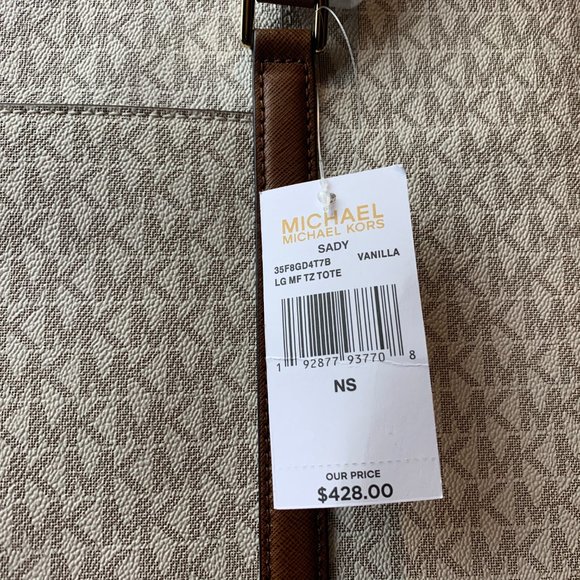 MICHAEL
MICHAEL KORS
SADY
35F8GD4T7B VANILLA
LG MF TZ TOTE
1 92877 93770 8
NS
OUR PRICE
$428.00